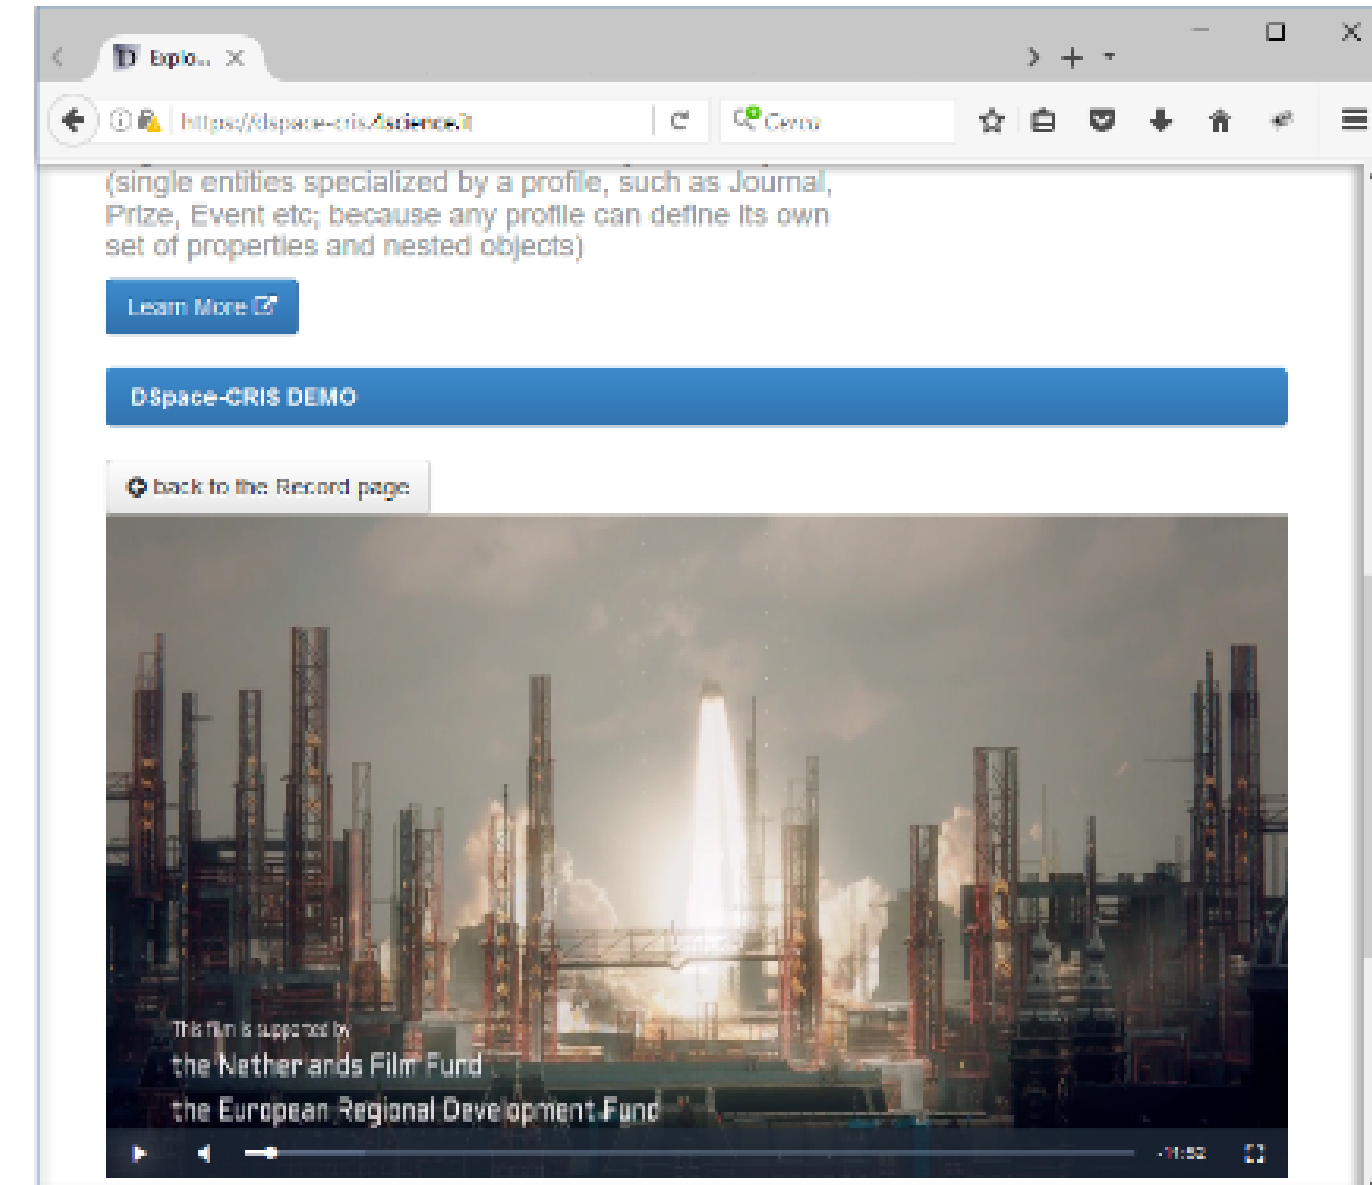 Explo...
https://dspace-cris.4science.it
Cerca
(single entities specialized by a profile, such as Journal,
Prize, Event etc; because any profile can define its own
set of properties and nested objects)
Learn More
DSpace-CRIS DEMO
back to the Record page
This film is supported by
the Netherlands Film Fund
the European Regional Development Fund
-11:52